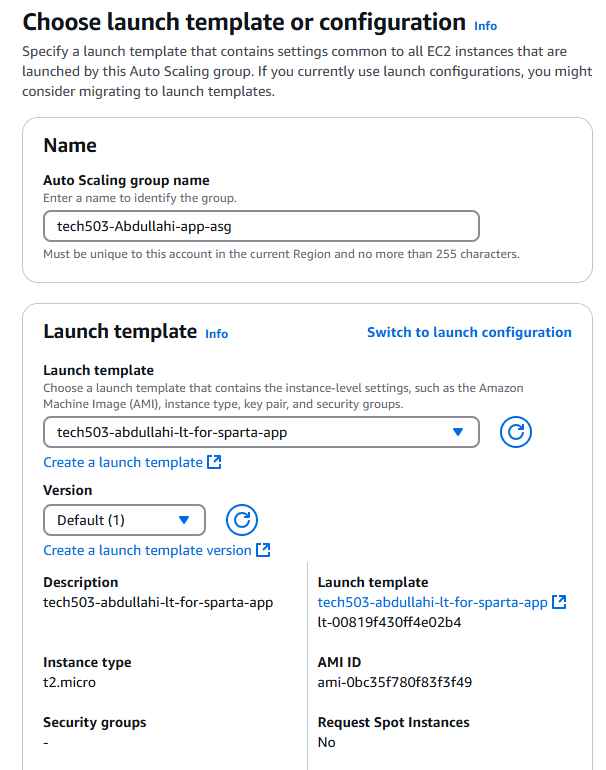 Choose launch template or configuration Info
Specify a launch template that contains settings common to all EC2 instances that are
launched by this Auto Scaling group. If you currently use launch configurations, you might
consider migrating to launch templates.
Name
Auto Scaling group name
Enter a name to identify the group.
tech503-Abdullahi-app-asg
Must be unique to this account in the current Region and no more than 255 characters.
Launch template Info
Switch to launch configuration
Launch template
Choose a launch template that contains the instance-level settings, such as the Amazon
Machine Image (AMI), instance type, key pair, and security groups.
tech503-abdullahi-lt-for-sparta-app
Create a launch template
Version
Default (1)
Create a launch template version
Description
tech503-abdullahi-lt-for-sparta-app
Launch template
tech503-abdullahi-lt-for-sparta-app
lt-00819f430ff4e02b4
Instance type
t2.micro
AMI ID
ami-0bc35f780f83f3f49
Security groups
-
Request Spot Instances
No